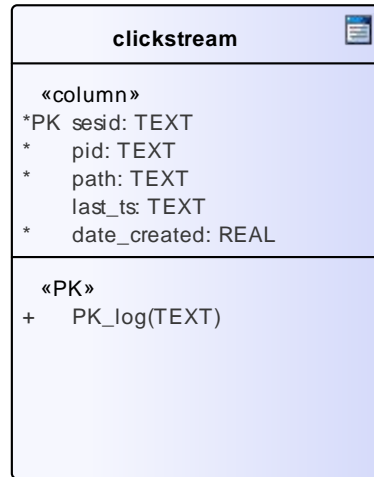 clickstream
«column»
*PK sesid: TEXT
* pid: TEXT
* path: TEXT
last_ts: TEXT
* date_created: REAL
«PK»
+ PK_log(TEXT)